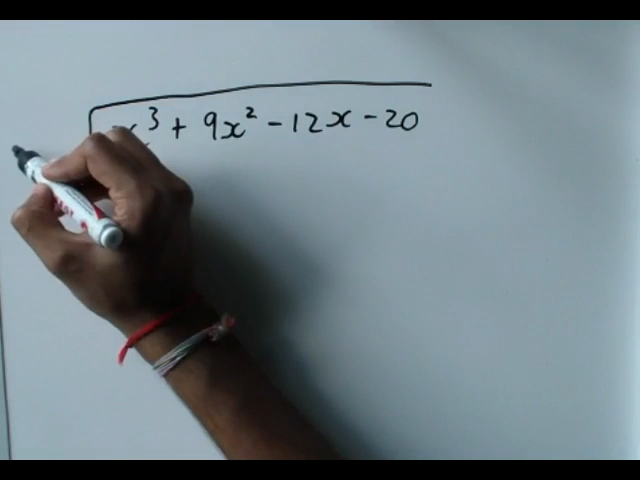 x³ + 9x² - 12x - 20